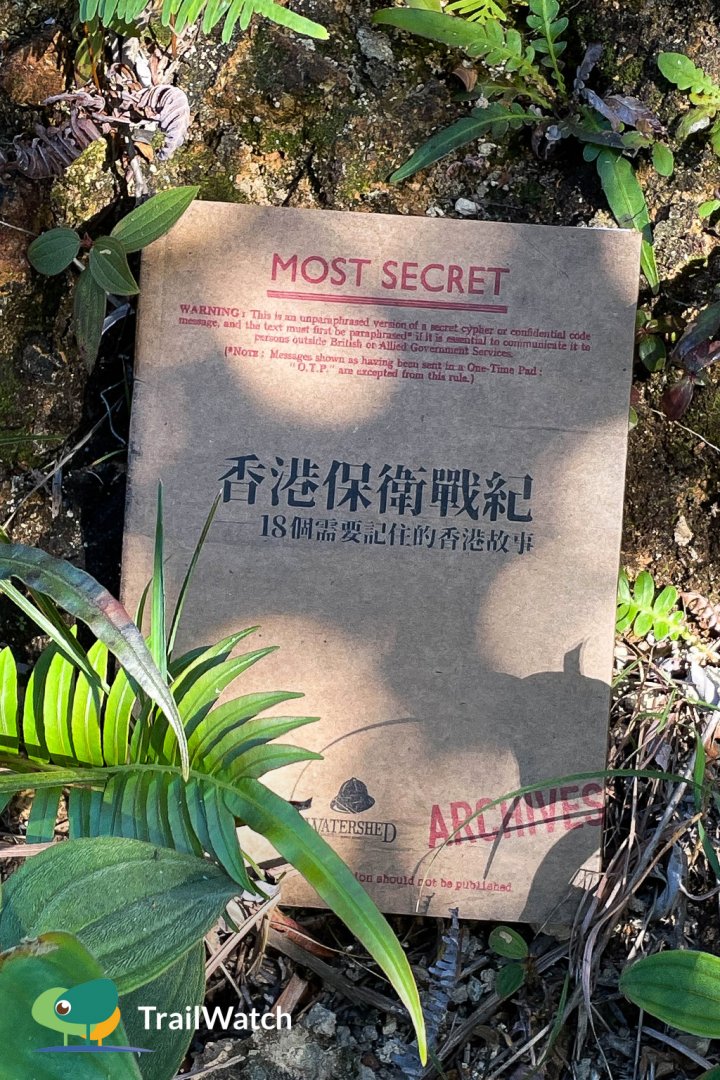 MOST SECRET
WARNING: This is an unparaphrased version of a secret cypher or confidential code
message, and the text must first be paraphrased* if it is essential to communicate it to
persons outside British or Allied Government Services.
(*NOTE: Messages shown as having been sent in a One-Time Pad:
"O.T.P." are excepted from this rule.)
香港保衛戰紀
18個需要記住的香港故事
WATERSHED
ARCHIVES
should not be published
TrailWatch